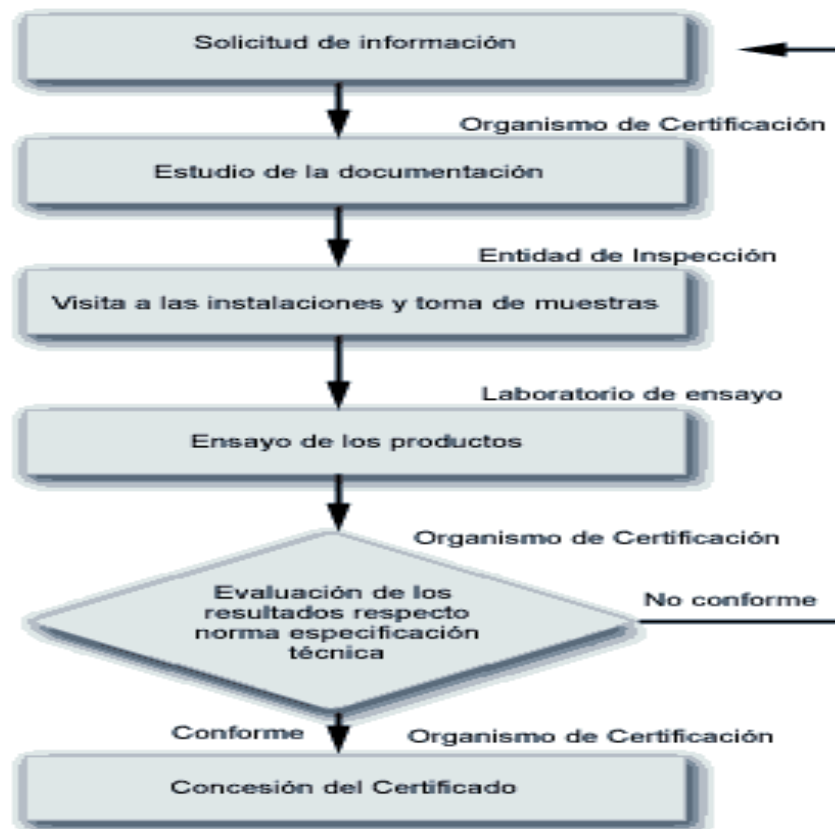 Solicitud de información
Organismo de Certificación
Estudio de la documentación
Entidad de Inspección
Visita a las instalaciones y toma de muestras
Laboratorio de ensayo
Ensayo de los productos
Organismo de Certificación
Evaluación de los
resultados respecto
norma especificación
técnica
No conforme
Conforme
Organismo de Certificación
Concesión del Certificado